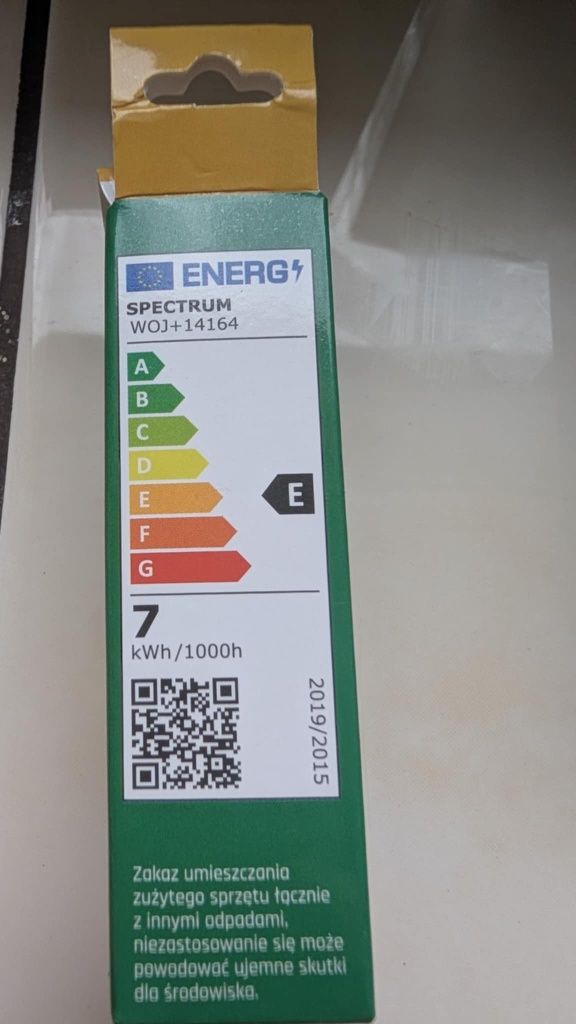 ENERG
SPECTRUM
WOJ+14164
A
B
C
D
E
E
F
G
7
kWh/1000h
2019/2015
Zakaz umieszczania
zużytego sprzętu łącznie
z innymi odpadami,
niezastosowanie się może
powodować ujemne skutki
dla środowiska.